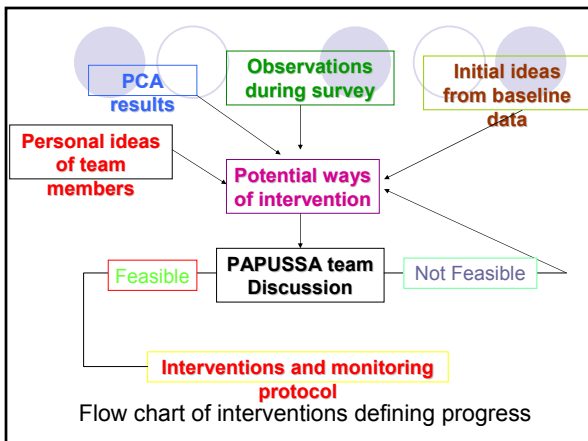 PCA
results
Observations
during survey
Initial ideas
from baseline
data
Personal ideas
of team
members
Potential ways
of intervention
Feasible
PAPUSSA team
Discussion
Not Feasible
Interventions and monitoring
protocol
Flow chart of interventions defining progress